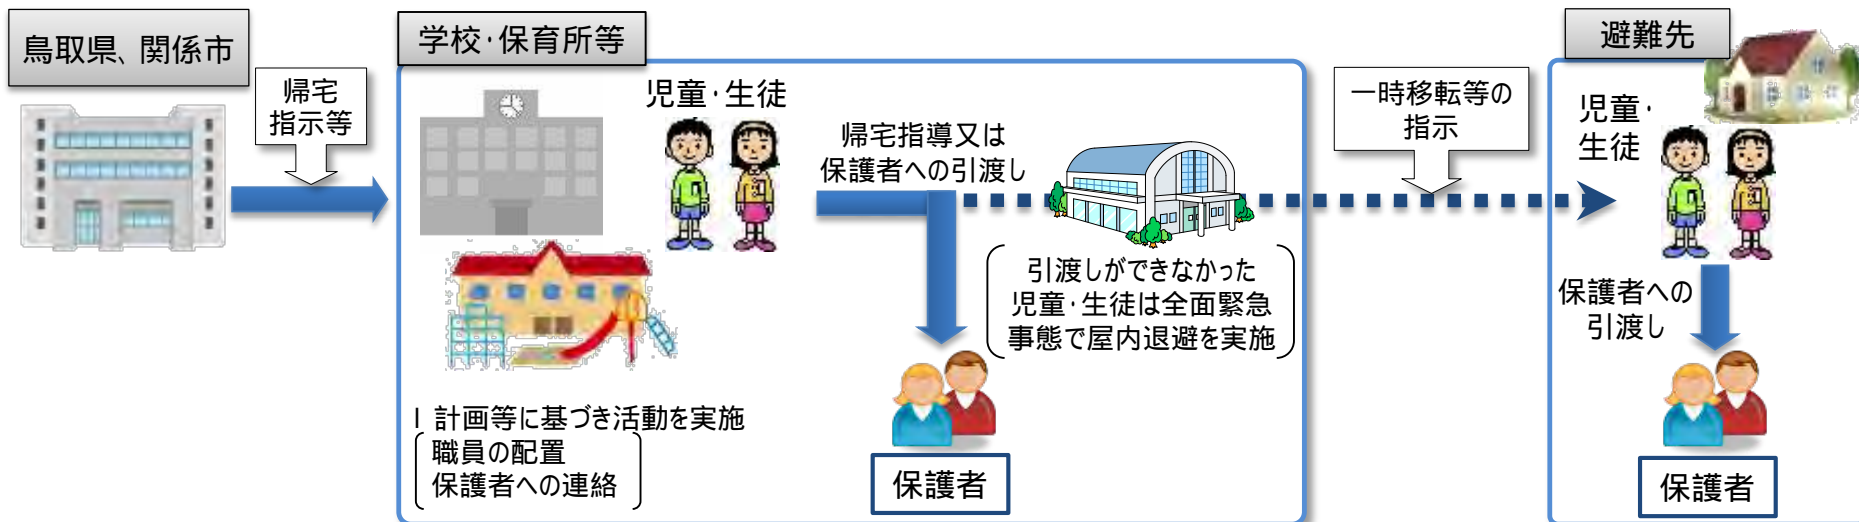 鳥取県、関係市
帰宅
指示等
学校・保育所等
児童・生徒
帰宅指導又は
保護者への引渡し
引渡しができなかった
児童・生徒は全面緊急
事態で屋内退避を実施
l 計画等に基づき活動を実施
職員の配置
保護者への連絡
保護者
一時移転等の
指示
避難先
児童・
生徒
保護者への
引渡し
保護者